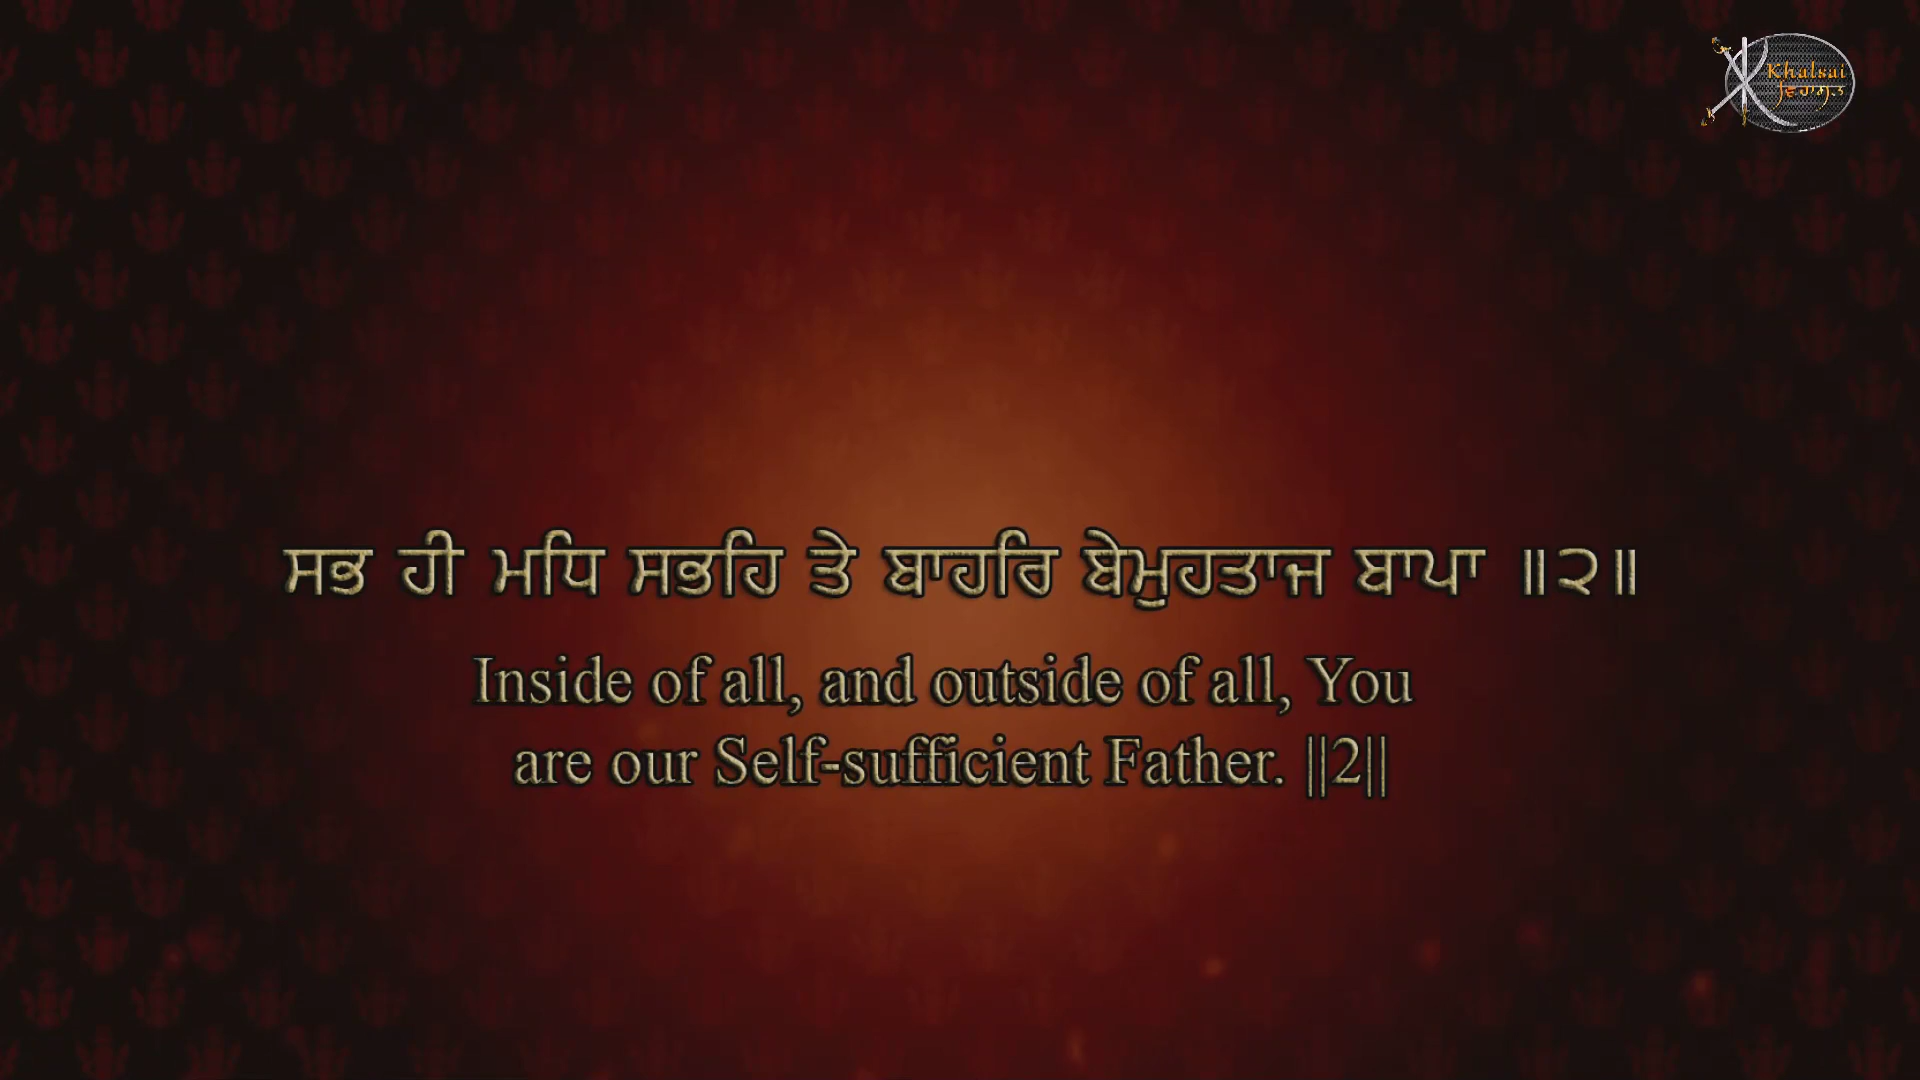 Khalsai
ਵਿਰਾਸਤ
ਸਭ ਹੀ ਮਧਿ ਸਭਹਿ ਤੇ ਬਾਹਰਿ ਬੇਮੁਹਤਾਜ ਬਾਪਾ ॥੨॥
Inside of all, and outside of all, You
are our Self-sufficient Father. ||2||